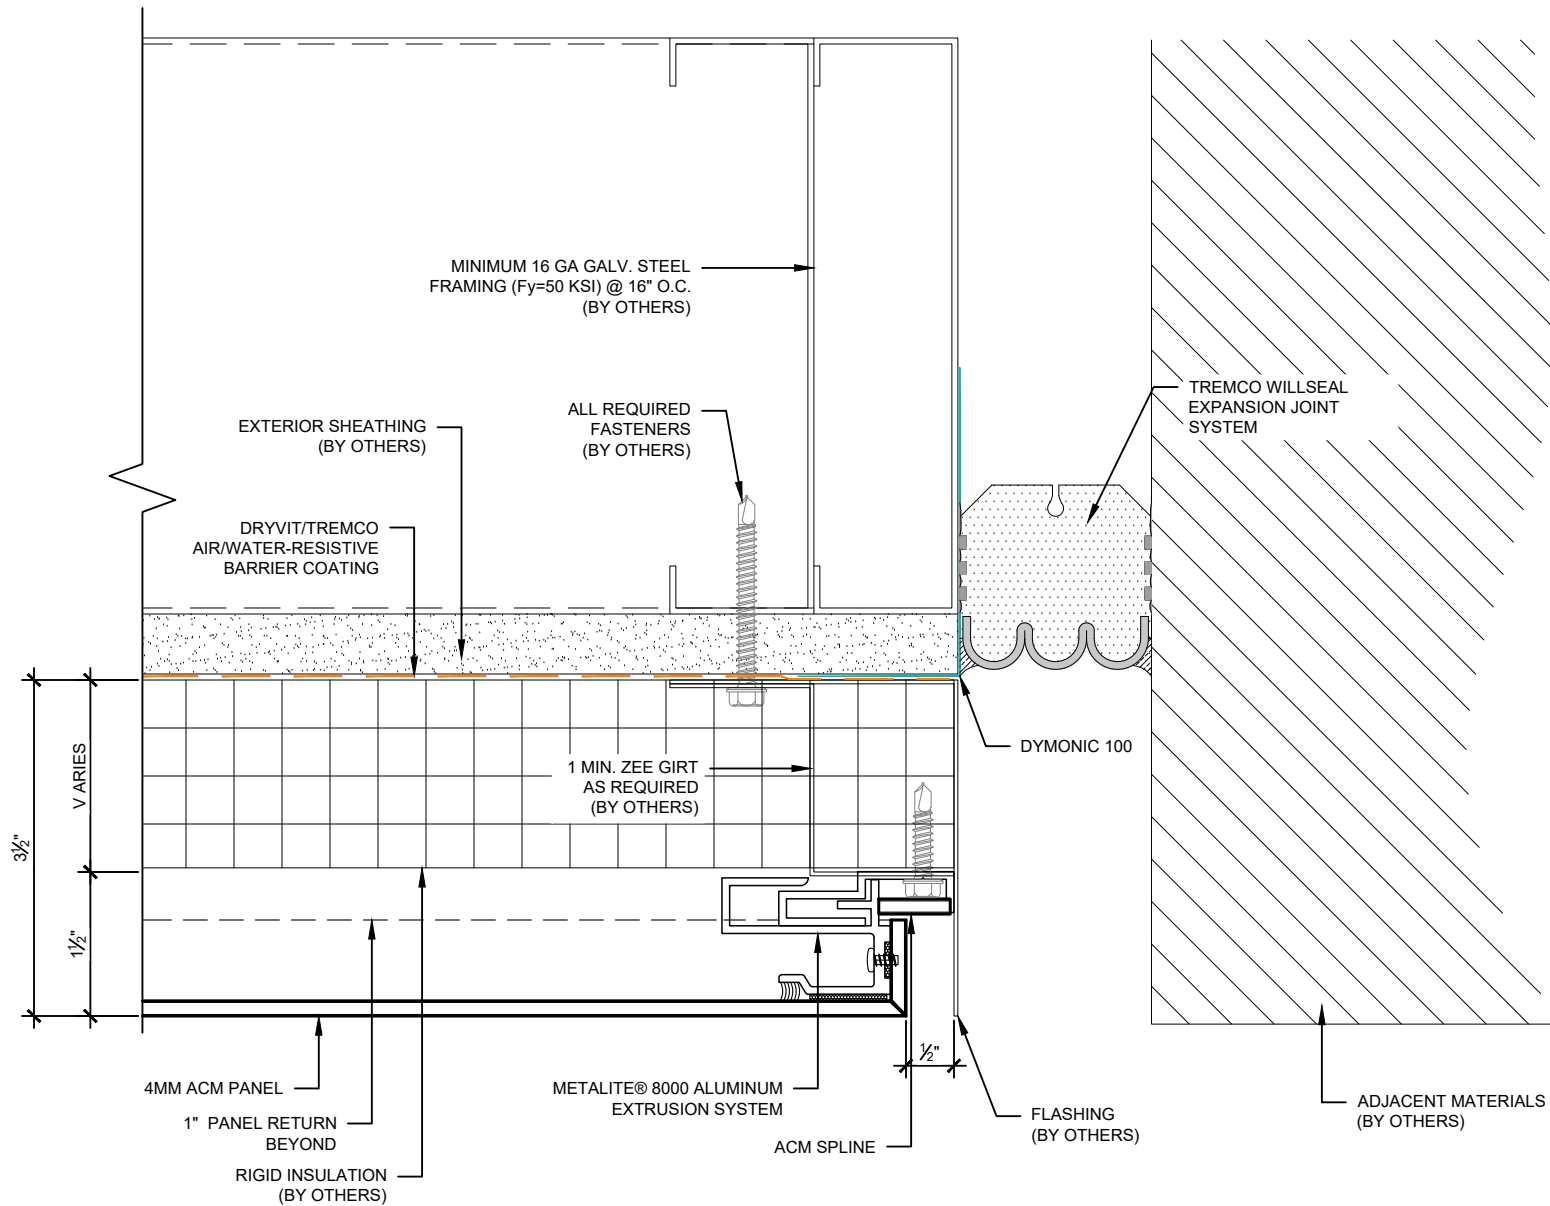 MINIMUM 16 GA GALV. STEEL
FRAMING (Fy=50 KSI) @ 16" O.C.
(BY OTHERS)
TREMCO WILLSEAL
EXPANSION JOINT
SYSTEM
ALL REQUIRED
FASTENERS
(BY OTHERS)
EXTERIOR SHEATHING
(BY OTHERS)
DRYVIT/TREMCO
AIR/WATER-RESISTIVE
BARRIER COATING
DYMONIC 100
1 MIN. ZEE GIRT
AS REQUIRED
(BY OTHERS)
V ARIES
3½"
1½"
½"
4MM ACM PANEL
1" PANEL RETURN
BEYOND
RIGID INSULATION
(BY OTHERS)
METALITE® 8000 ALUMINUM
EXTRUSION SYSTEM
ACM SPLINE
FLASHING
(BY OTHERS)
ADJACENT MATERIALS
(BY OTHERS)